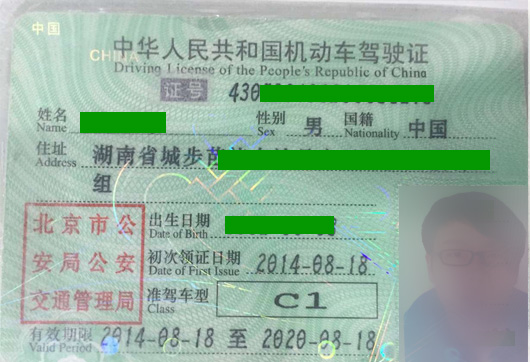 中国
CHINA
中华人民共和国机动车驾驶证
Driving License of the People's Republic of China
证号 430
姓名 Name
性别 Sex 男 国籍 Nationality 中国
住址 Address 湖南省城步
组
北京市公
安局公安
交通管理局
出生日期 Date of Birth
初次领证日期 Date of First Issue 2014-08-18
准驾车型 Class C1
有效期限 Valid Period 2014-08-18 至 2020-08-18